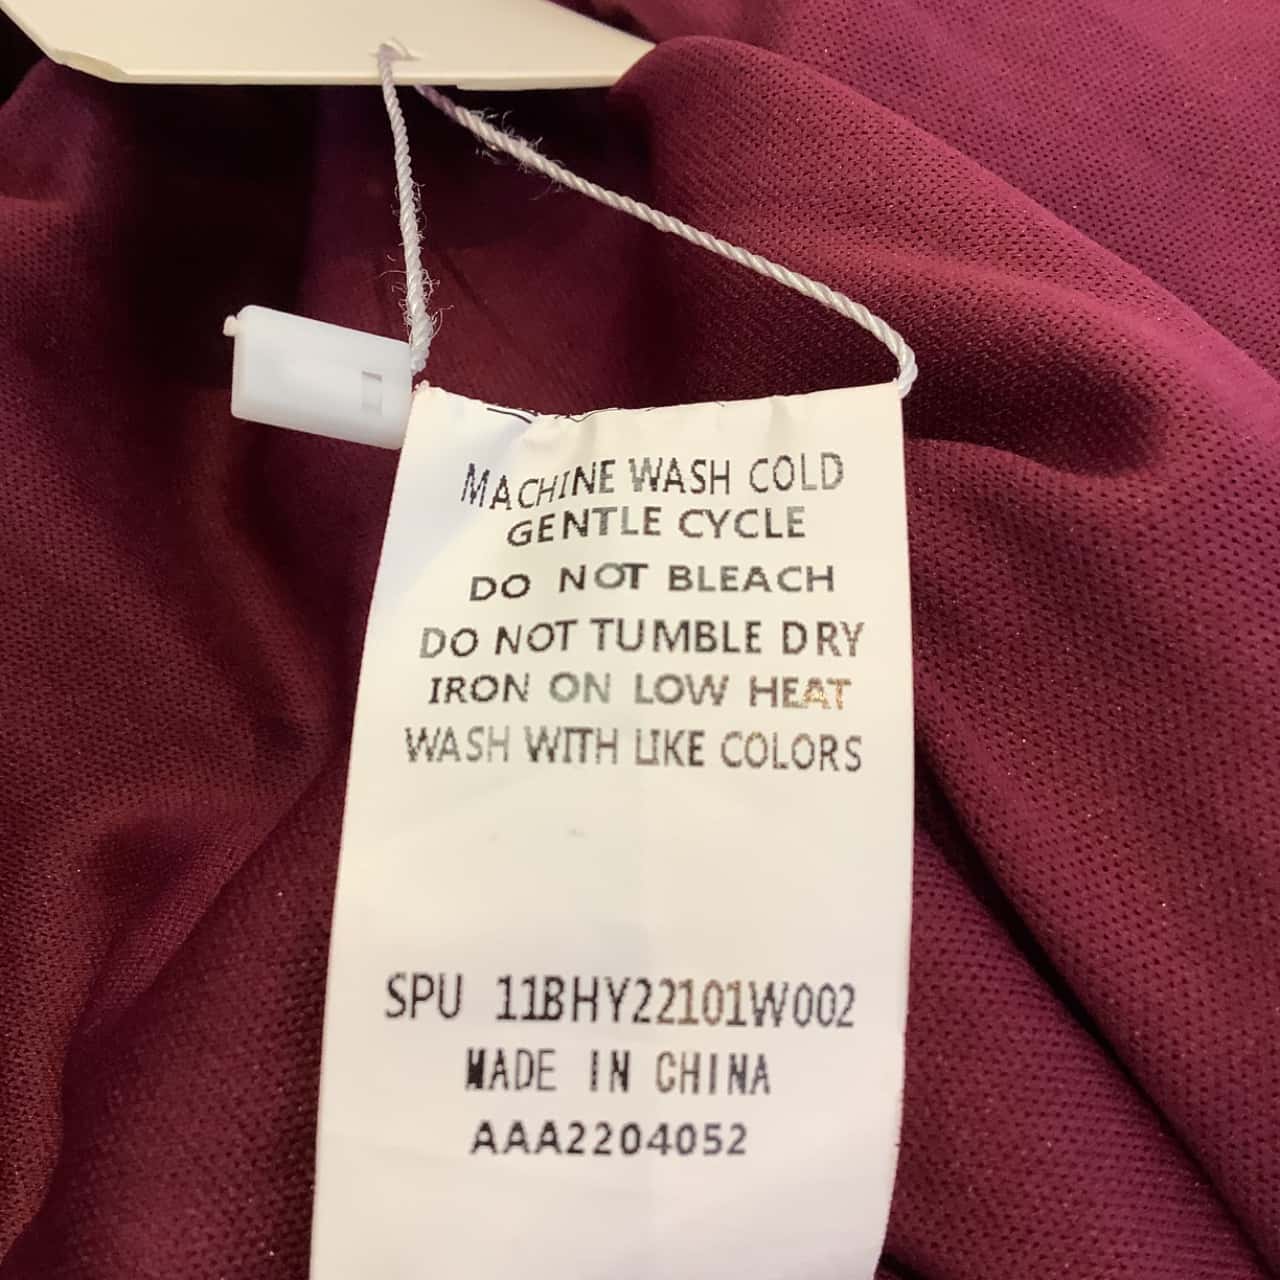 MACHINE WASH COLD
GENTLE CYCLE
DO NOT BLEACH
DO NOT TUMBLE DRY
IRON ON LOW HEAT
WASH WITH LIKE COLORS
SPU 11BHY22101W002
MADE IN CHINA
AAA2204052